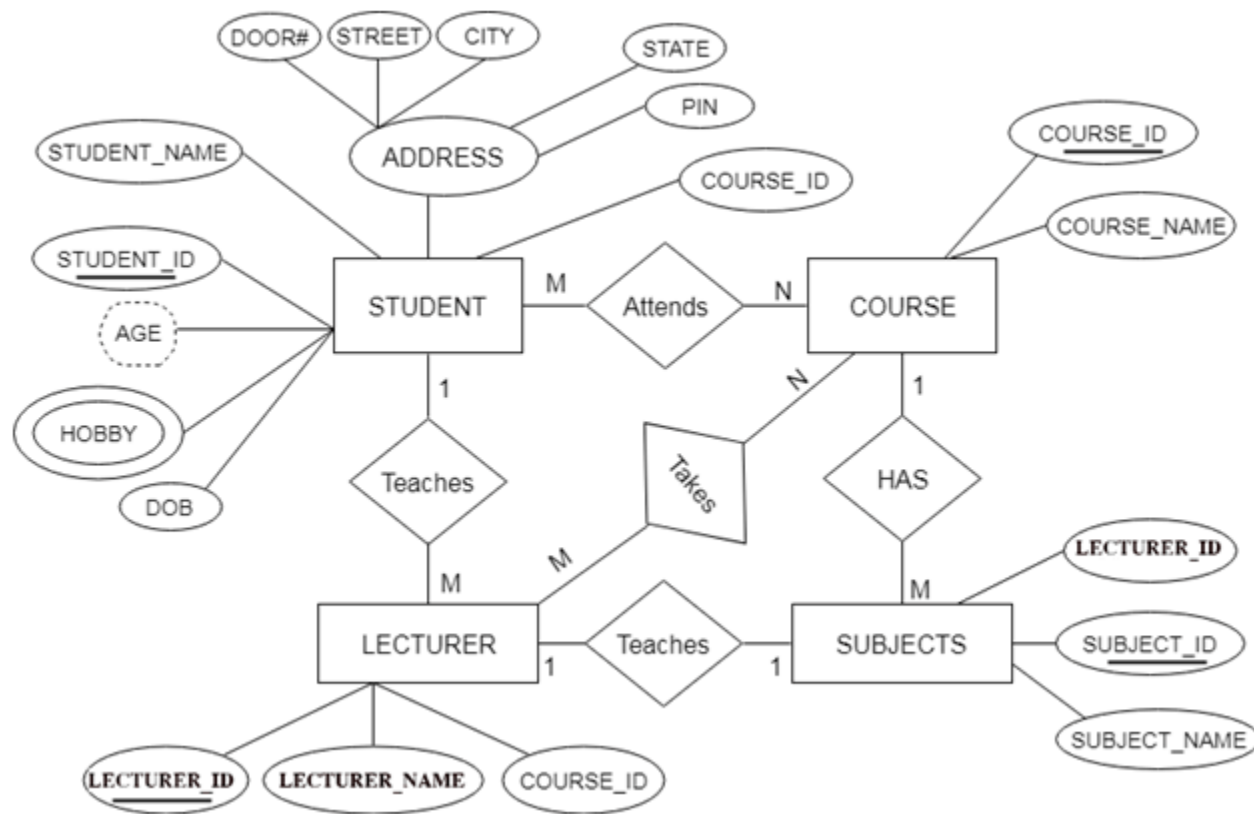 DOOR#
STREET
CITY
STATE
PIN
ADDRESS
STUDENT_NAME
COURSE_ID
COURSE_ID
COURSE_NAME
STUDENT_ID
AGE
HOBBY
DOB
STUDENT
M
Attends
N
COURSE
1
Teaches
M
N
Takes
M
1
HAS
M
LECTURER
1
Teaches
1
SUBJECTS
LECTURER_ID
SUBJECT_ID
SUBJECT_NAME
LECTURER_ID
LECTURER_NAME
COURSE_ID